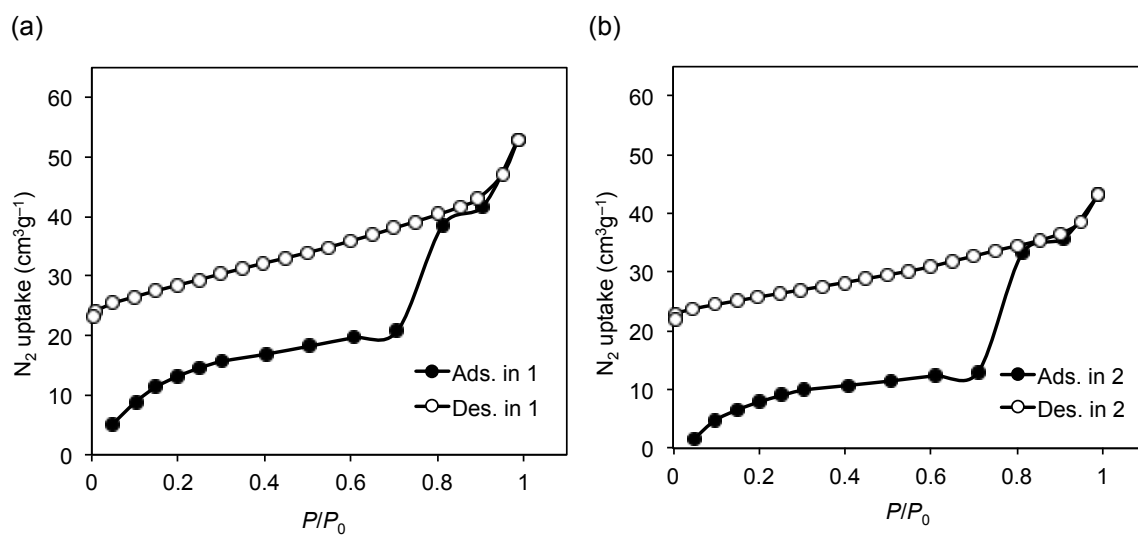 (a)
60
50
40
30
20
10
0
N₂ uptake (cm³g⁻¹)
Ads. in 1
Des. in 1
0 0.2 0.4 0.6 0.8 1
P/P₀
(b)
60
50
40
30
20
10
0
N₂ uptake (cm³g⁻¹)
Ads. in 2
Des. in 2
0 0.2 0.4 0.6 0.8 1
P/P₀